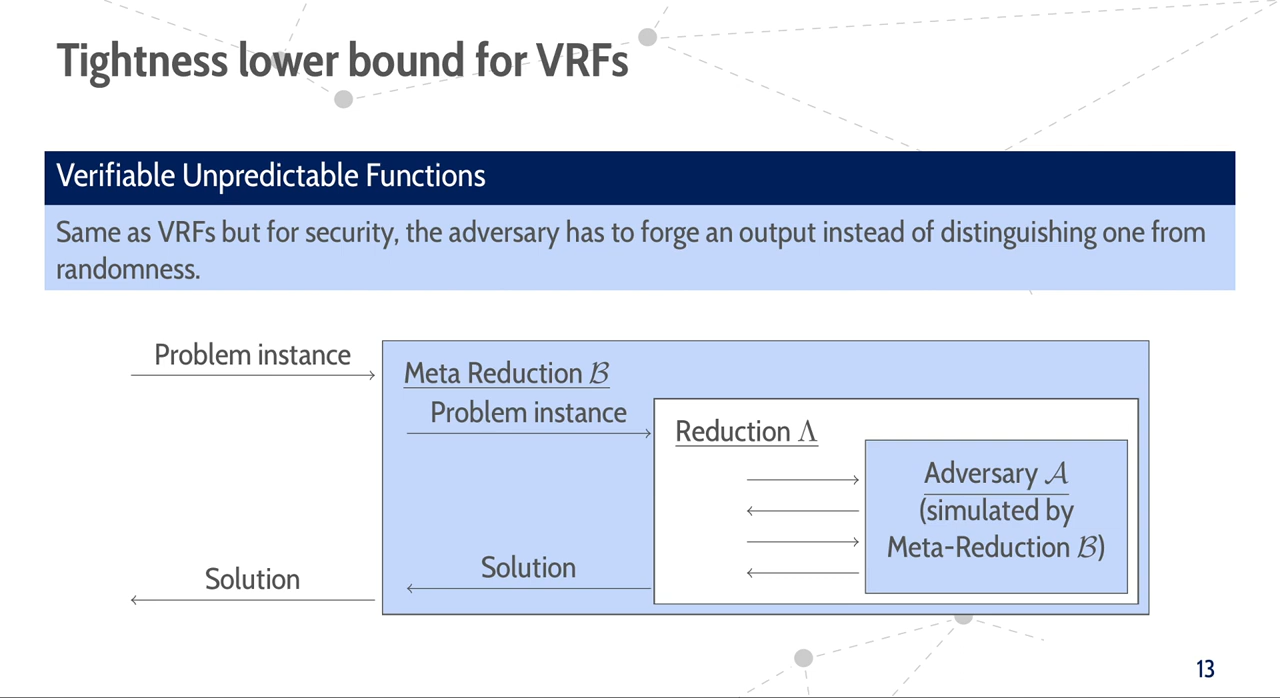 Tightness lower bound for VRFs
Verifiable Unpredictable Functions
Same as VRFs but for security, the adversary has to forge an output instead of distinguishing one from
randomness.
Problem instance
Meta Reduction ℬ
Problem instance
Reduction Λ
Adversary 𝒜
(simulated by
Meta-Reduction ℬ)
Solution
Solution
13